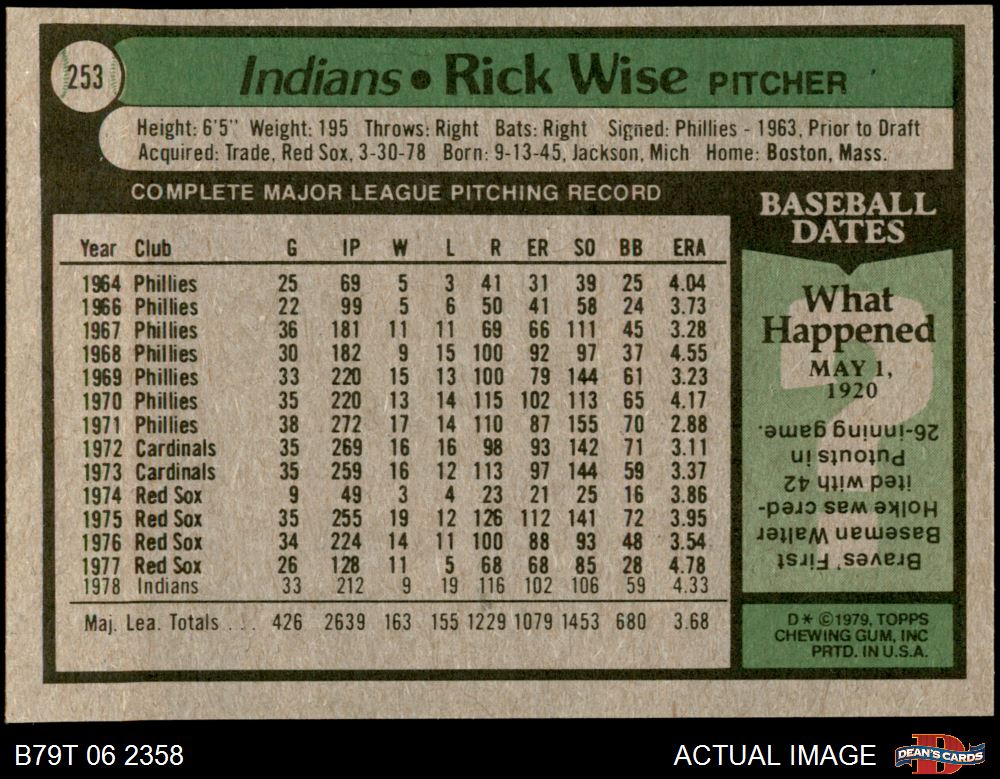 253
Indians • Rick Wise PITCHER
Height: 6'5" Weight: 195 Throws: Right Bats: Right Signed: Phillies - 1963, Prior to Draft
Acquired: Trade, Red Sox, 3-30-78 Born: 9-13-45, Jackson, Mich Home: Boston, Mass.
COMPLETE MAJOR LEAGUE PITCHING RECORD
Year Club G IP W L R ER SO BB ERA
1964 Phillies 25 69 5 3 41 31 39 25 4.04
1966 Phillies 22 99 5 6 50 41 58 24 3.73
1967 Phillies 36 181 11 11 69 66 111 45 3.28
1968 Phillies 30 182 9 15 100 92 97 37 4.55
1969 Phillies 33 220 15 13 100 79 144 61 3.23
1970 Phillies 35 220 13 14 115 102 113 65 4.17
1971 Phillies 38 272 17 14 110 87 155 70 2.88
1972 Cardinals 35 269 16 16 98 93 142 71 3.11
1973 Cardinals 35 259 16 12 113 97 144 59 3.37
1974 Red Sox 9 49 3 4 23 21 25 16 3.86
1975 Red Sox 35 255 19 12 126 112 141 72 3.95
1976 Red Sox 34 224 14 11 100 88 93 48 3.54
1977 Red Sox 26 128 11 5 68 68 85 28 4.78
1978 Indians 33 212 9 19 116 102 106 59 4.33
Maj. Lea. Totals . . . 426 2639 163 155 1229 1079 1453 680 3.68
BASEBALL
DATES
?
What
Happened
MAY 1,
1920
Braves' First
Baseman Walter
Holke was cred-
ited with 42
Putouts in
26-inning game.
D* ©1979, TOPPS
CHEWING GUM, INC
PRTD. IN U.S.A.
B79T 06 2358
ACTUAL IMAGE
D
DEAN'S CARDS